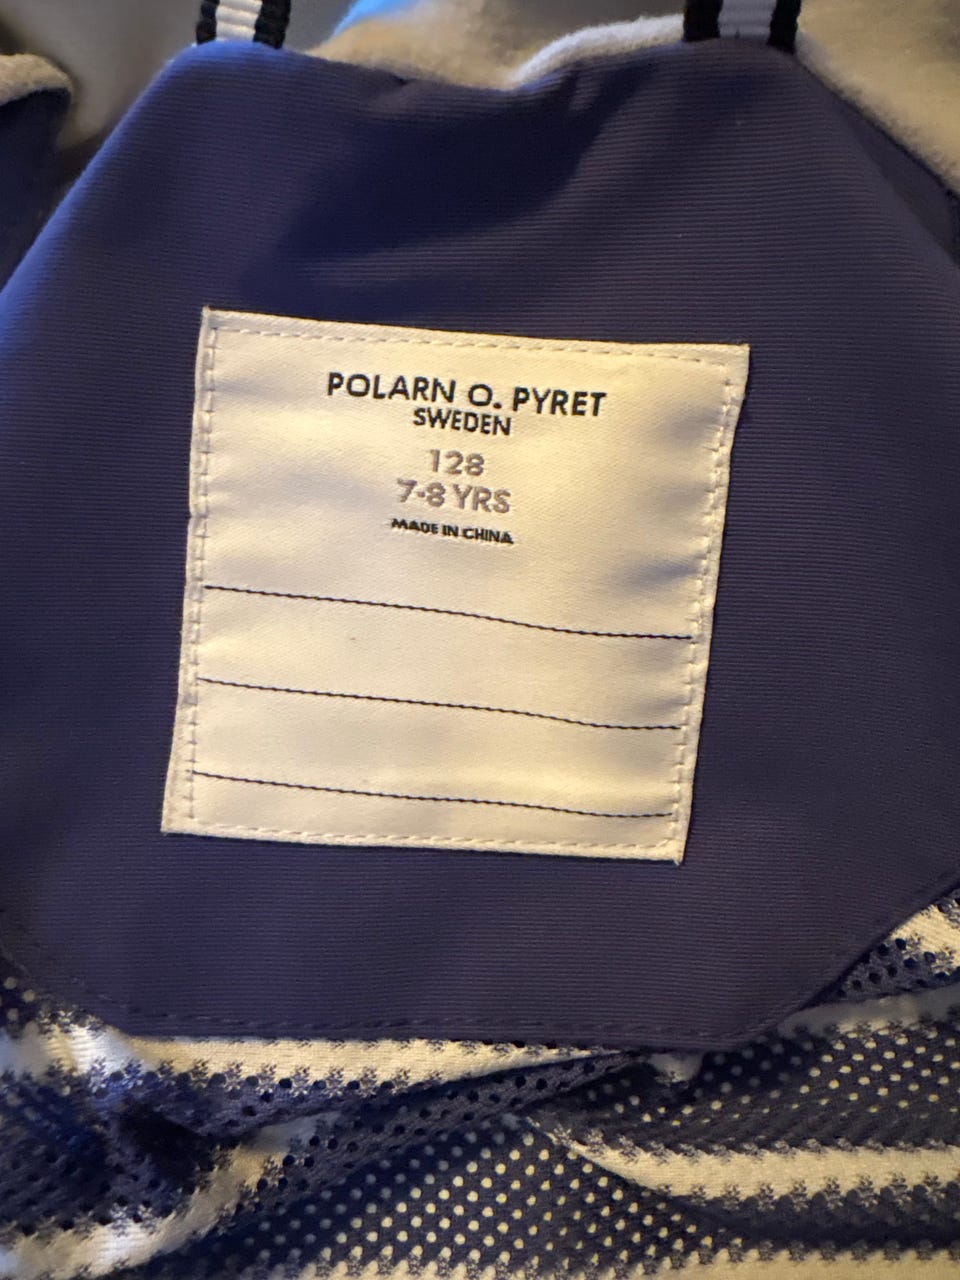 POLARN O. PYRET
SWEDEN
128
7-8 YRS
MADE IN CHINA